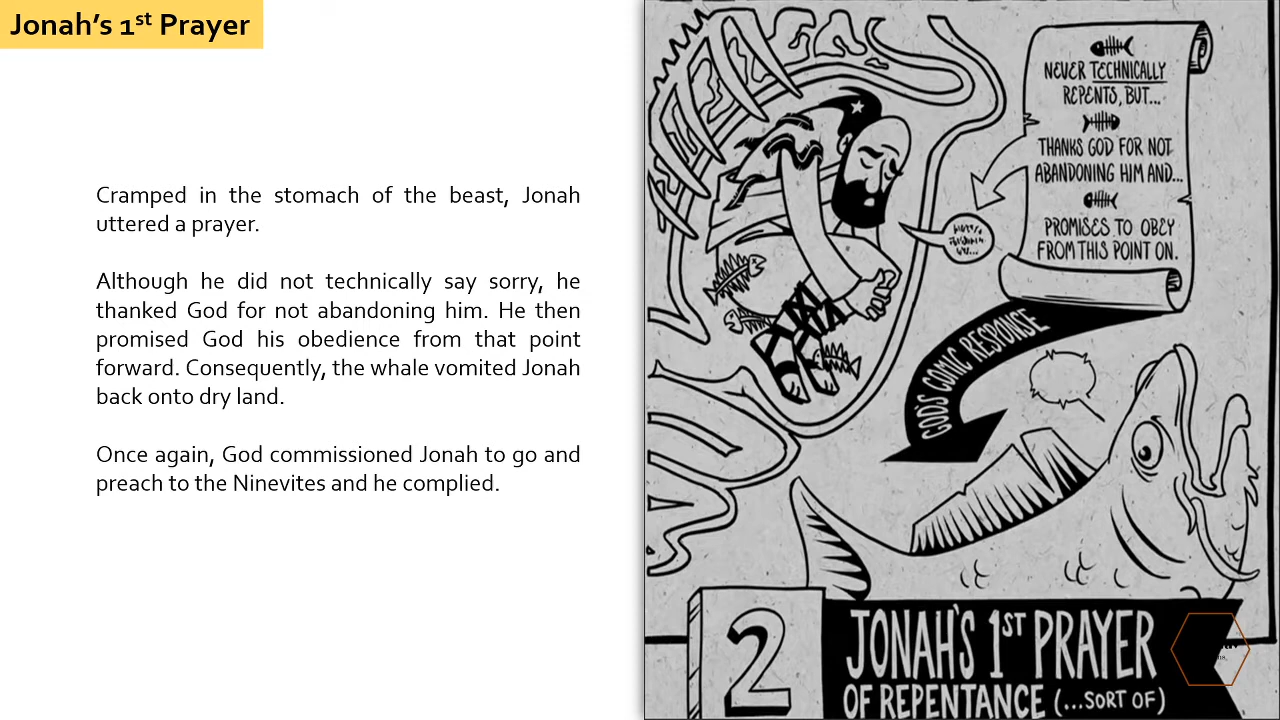 Jonah's 1st Prayer
Cramped in the stomach of the beast, Jonah
uttered a prayer.
Although he did not technically say sorry, he
thanked God for not abandoning him. He then
promised God his obedience from that point
forward. Consequently, the whale vomited Jonah
back onto dry land.
Once again, God commissioned Jonah to go and
preach to the Ninevites and he complied.
NEVER TECHNICALLY
REPENTS, BUT...
THANKS GOD FOR NOT
ABANDONING HIM AND...
PROMISES TO OBEY
FROM THIS POINT ON.
GOD'S COMIC RESPONSE
2
JONAH'S 1ST PRAYER
OF REPENTANCE (...SORT OF)